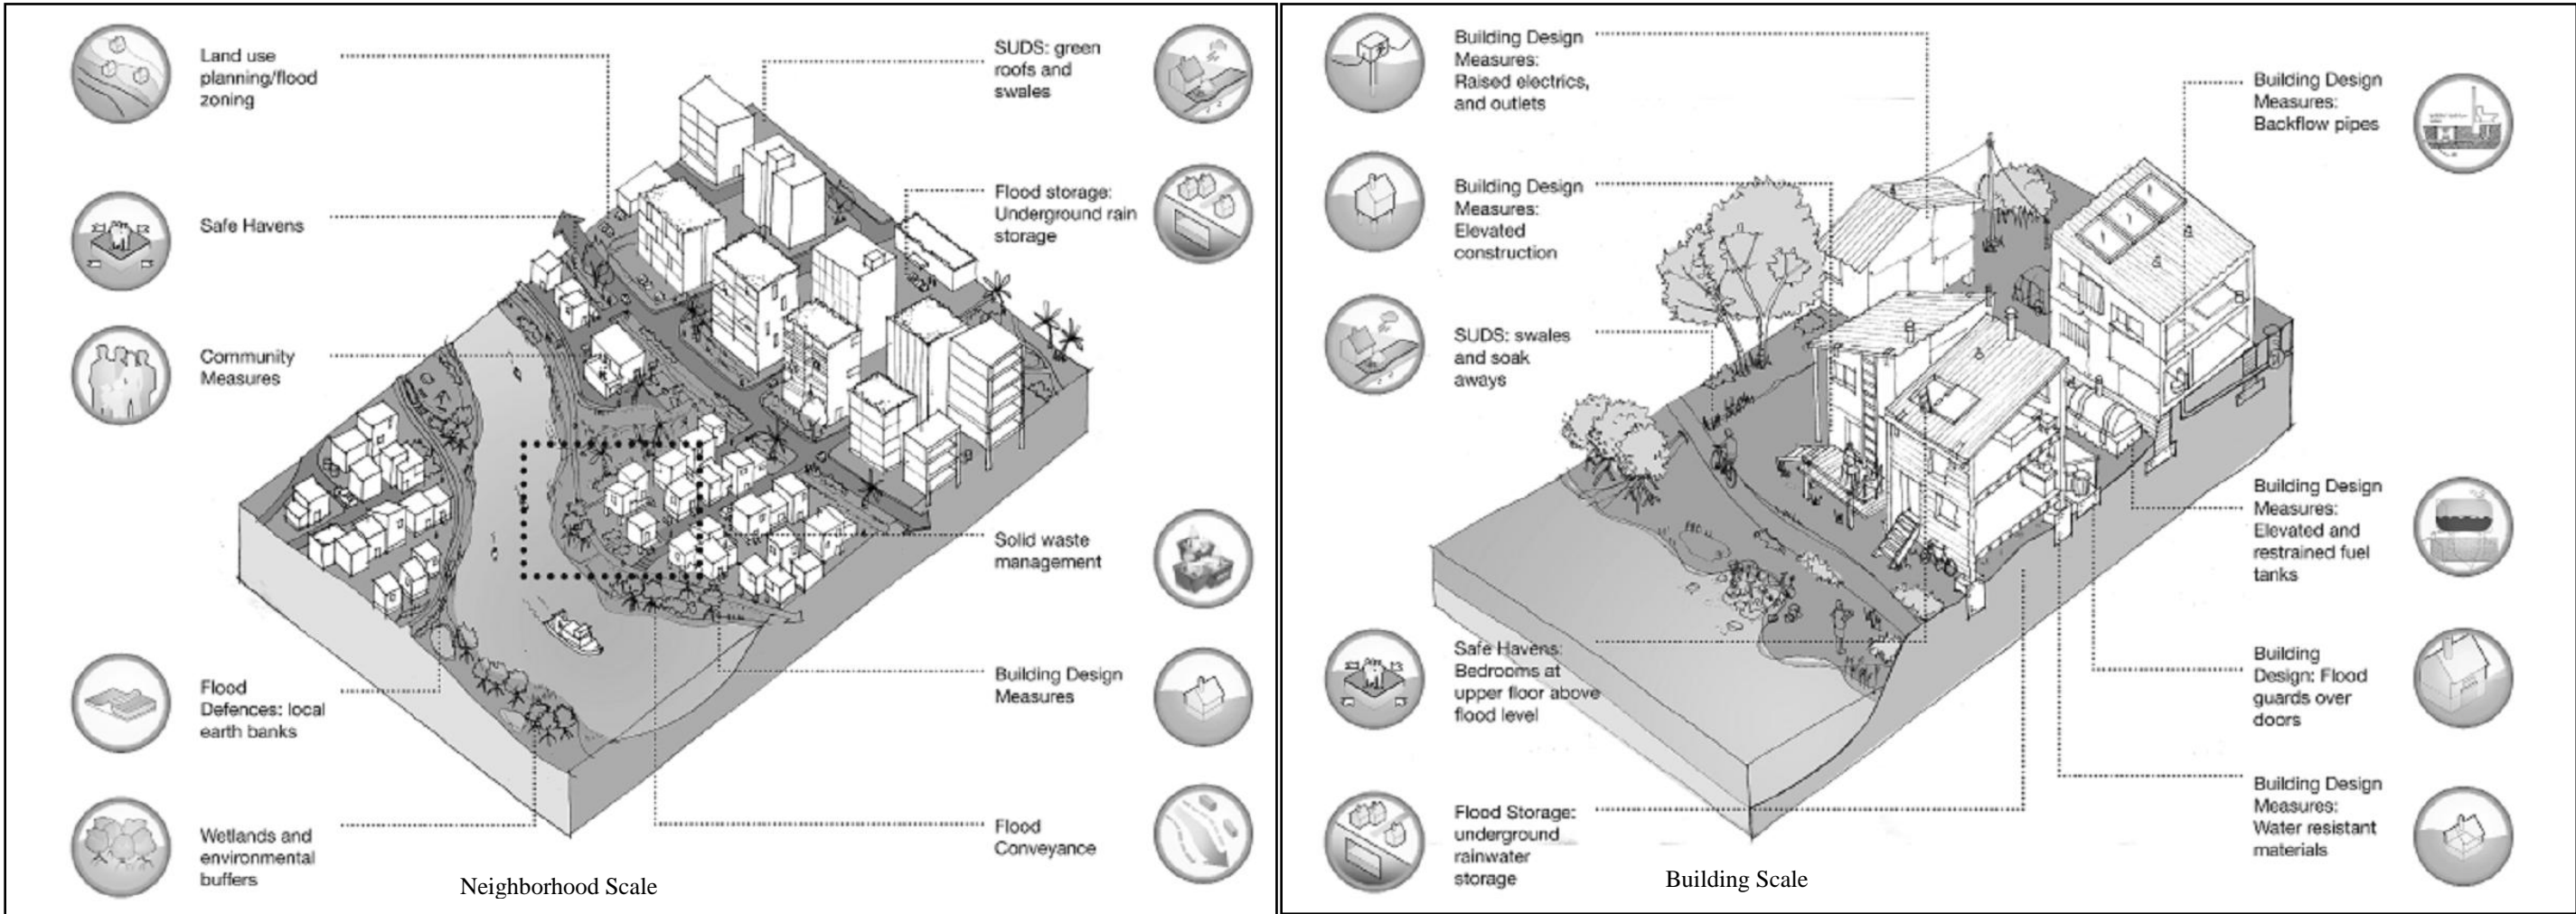 Land use
planning/flood
zoning
Safe Havens
Community
Measures
Flood
Defences: local
earth banks
Wetlands and
environmental
buffers
SUDS: green
roofs and
swales
Flood storage:
Underground rain
storage
Solid waste
management
Building Design
Measures
Flood
Conveyance
Neighborhood Scale
Building Design
Measures:
Raised electrics,
and outlets
Building Design
Measures:
Elevated
construction
SUDS: swales
and soak
aways
Safe Havens:
Bedrooms at
upper floor above
flood level
Flood Storage:
underground
rainwater
storage
Building Design
Measures:
Backflow pipes
Building Design
Measures:
Elevated and
restrained fuel
tanks
Building
Design: Flood
guards over
doors
Building Design
Measures:
Water resistant
materials
Building Scale